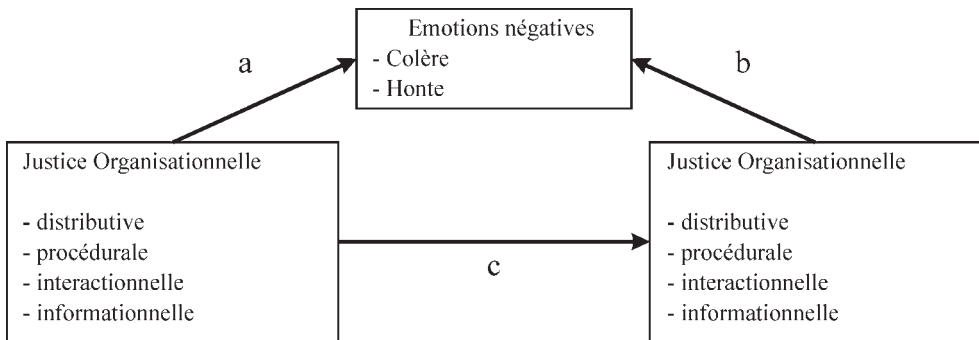 Emotions négatives
- Colère
- Honte
a
b
Justice Organisationnelle
- distributive
- procédurale
- interactionnelle
- informationnelle
c
Justice Organisationnelle
- distributive
- procédurale
- interactionnelle
- informationnelle